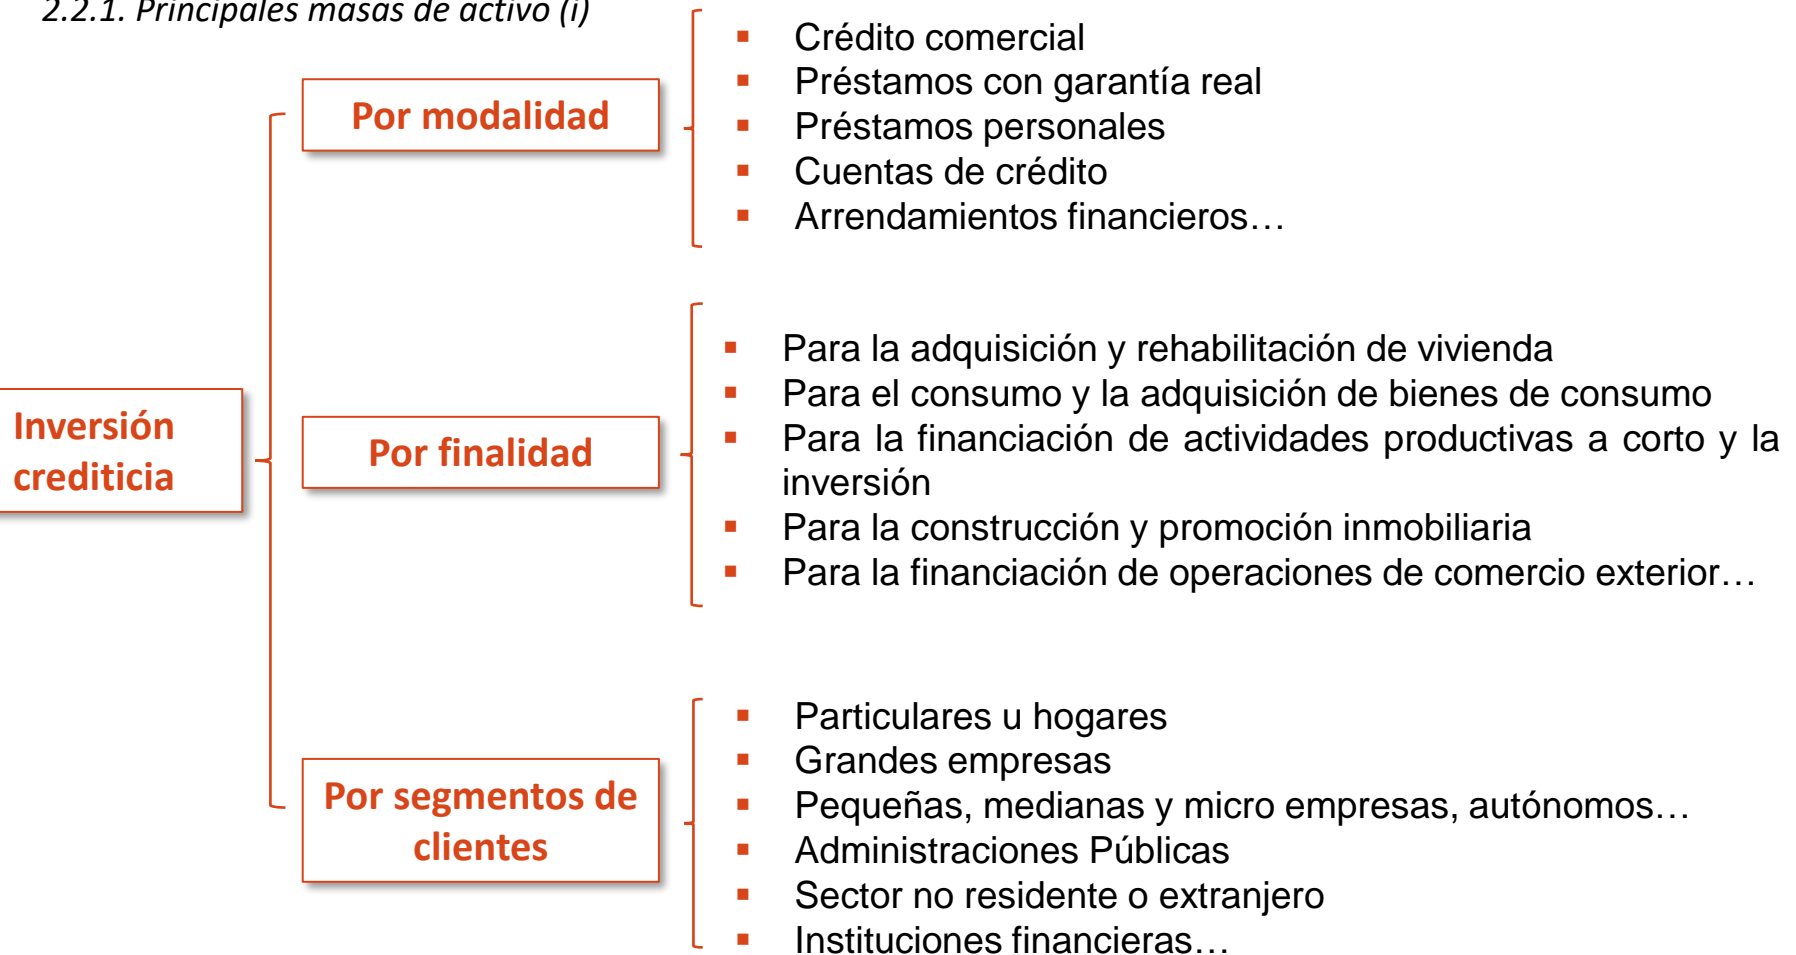 2.2.1. Principales masas de activo (i)
Inversión
crediticia
Por modalidad
Crédito comercial
Préstamos con garantía real
Préstamos personales
Cuentas de crédito
Arrendamientos financieros…
Por finalidad
Para la adquisición y rehabilitación de vivienda
Para el consumo y la adquisición de bienes de consumo
Para la financiación de actividades productivas a corto y la
inversión
Para la construcción y promoción inmobiliaria
Para la financiación de operaciones de comercio exterior…
Por segmentos de
clientes
Particulares u hogares
Grandes empresas
Pequeñas, medianas y micro empresas, autónomos…
Administraciones Públicas
Sector no residente o extranjero
Instituciones financieras…